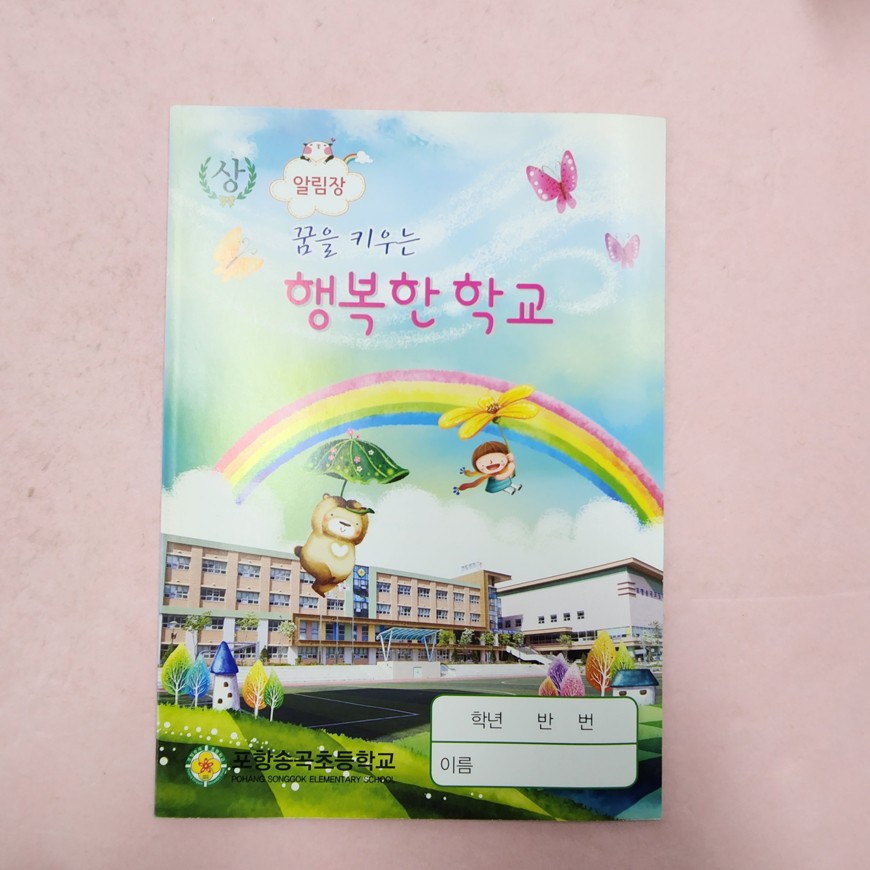 상
알림장
꿈을 키우는
행복한 학교
학년 반 번
이름
포항송곡초등학교
POHANG SONGGOK ELEMENTARY SCHOOL